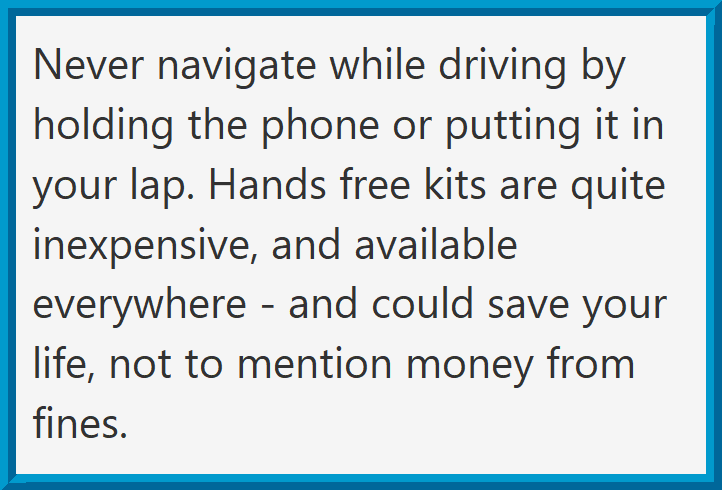 Never navigate while driving by
holding the phone or putting it in
your lap. Hands free kits are quite
inexpensive, and available
everywhere - and could save your
life, not to mention money from
fines.